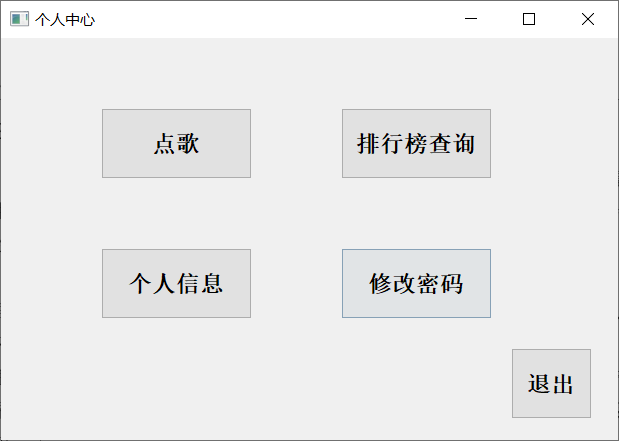 个人中心
点歌
排行榜查询
个人信息
修改密码
退出